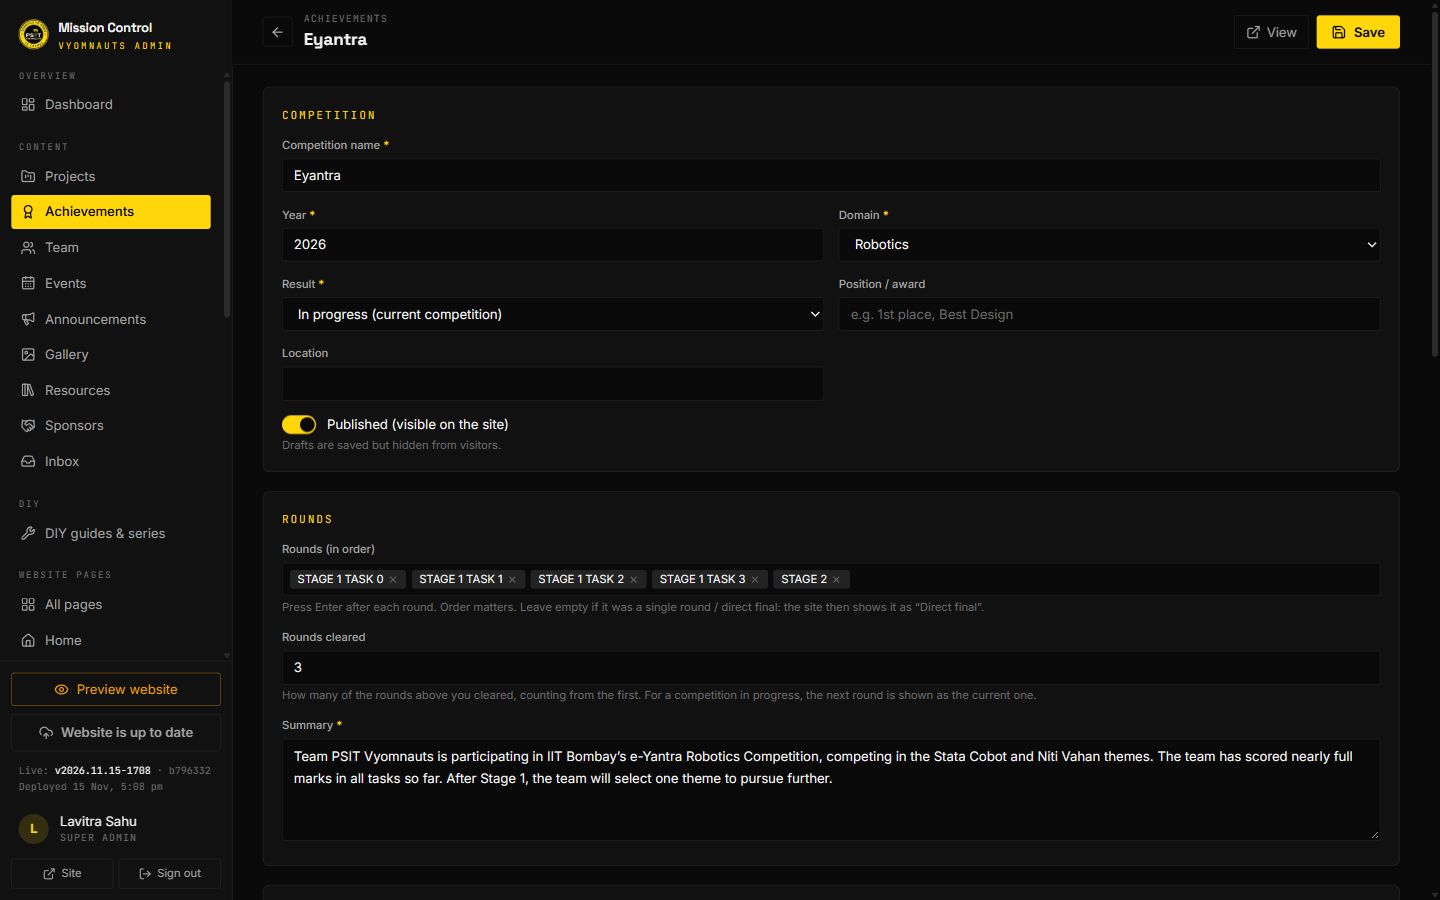 Mission Control
VYOMNAUTS ADMIN
OVERVIEW
Dashboard
CONTENT
Projects
Achievements
Team
Events
Announcements
Gallery
Resources
Sponsors
Inbox
DIY
DIY guides & series
WEBSITE PAGES
All pages
Home
Preview website
Website is up to date
Live: v2026.11.15-1708 · b796332
Deployed 15 Nov, 5:08 pm
L
Lavitra Sahu
SUPER ADMIN
Site
Sign out
ACHIEVEMENTS
Eyantra
View
Save
COMPETITION
Competition name *
Eyantra
Year *
2026
Domain *
Robotics
Result *
In progress (current competition)
Position / award
e.g. 1st place, Best Design
Location
Published (visible on the site)
Drafts are saved but hidden from visitors.
ROUNDS
Rounds (in order)
STAGE 1 TASK 0 × STAGE 1 TASK 1 × STAGE 1 TASK 2 × STAGE 1 TASK 3 × STAGE 2 ×
Press Enter after each round. Order matters. Leave empty if it was a single round / direct final: the site then shows it as “Direct final”.
Rounds cleared
3
How many of the rounds above you cleared, counting from the first. For a competition in progress, the next round is shown as the current one.
Summary *
Team PSIT Vyomnauts is participating in IIT Bombay’s e-Yantra Robotics Competition, competing in the Stata Cobot and Niti Vahan themes. The team has scored nearly full
marks in all tasks so far. After Stage 1, the team will select one theme to pursue further.